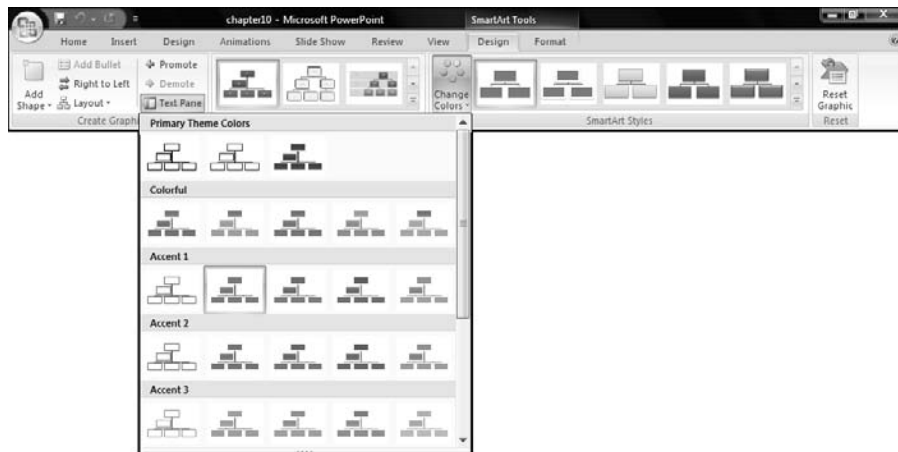 chapter10 - Microsoft PowerPoint
SmartArt Tools
Home Insert Design Animations Slide Show Review View Design Format
Add Shape
Add Bullet
Right to Left
Layout
Promote
Demote
Text Pane
Change Colors
Reset Graphic
Create Graphi
SmartArt Styles
Reset
Primary Theme Colors
Colorful
Accent 1
Accent 2
Accent 3